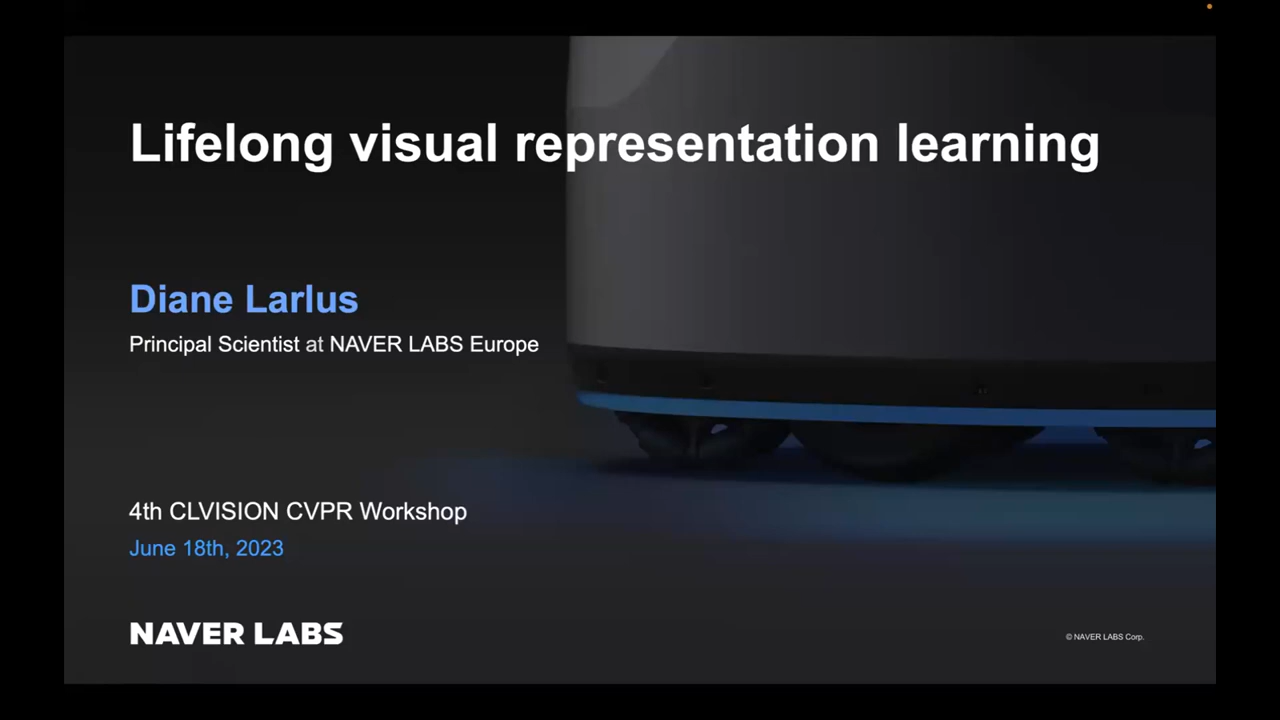 Lifelong visual representation learning
Diane Larlus
Principal Scientist at NAVER LABS Europe
4th CLVISION CVPR Workshop
June 18th, 2023
NAVER LABS
© NAVER LABS Corp.